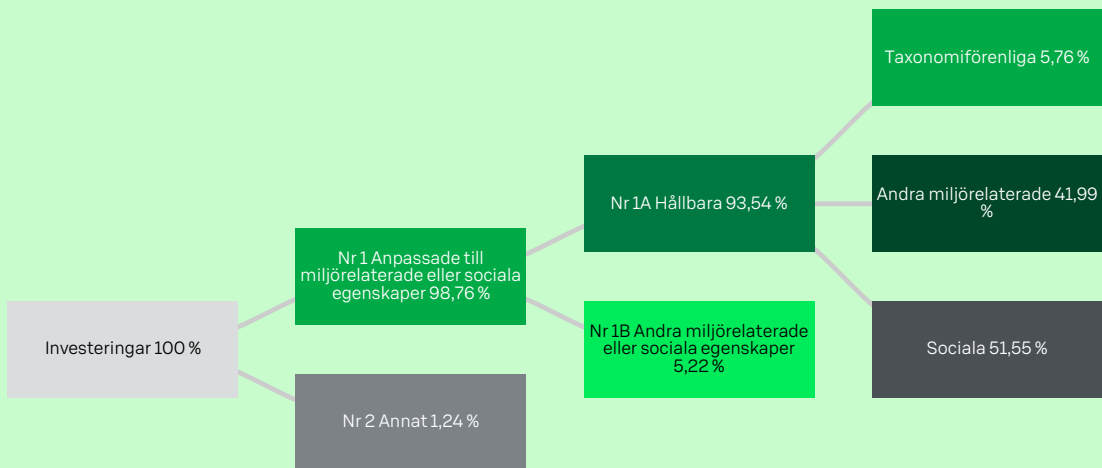 Investeringar 100 %
Nr 1 Anpassade till
miljörelaterade eller sociala
egenskaper 98,76 %
Nr 2 Annat 1,24 %
Nr 1A Hållbara 93,54 %
Nr 1B Andra miljörelaterade
eller sociala egenskaper
5,22 %
Taxonomiförenliga 5,76 %
Andra miljörelaterade 41,99
%
Sociala 51,55 %